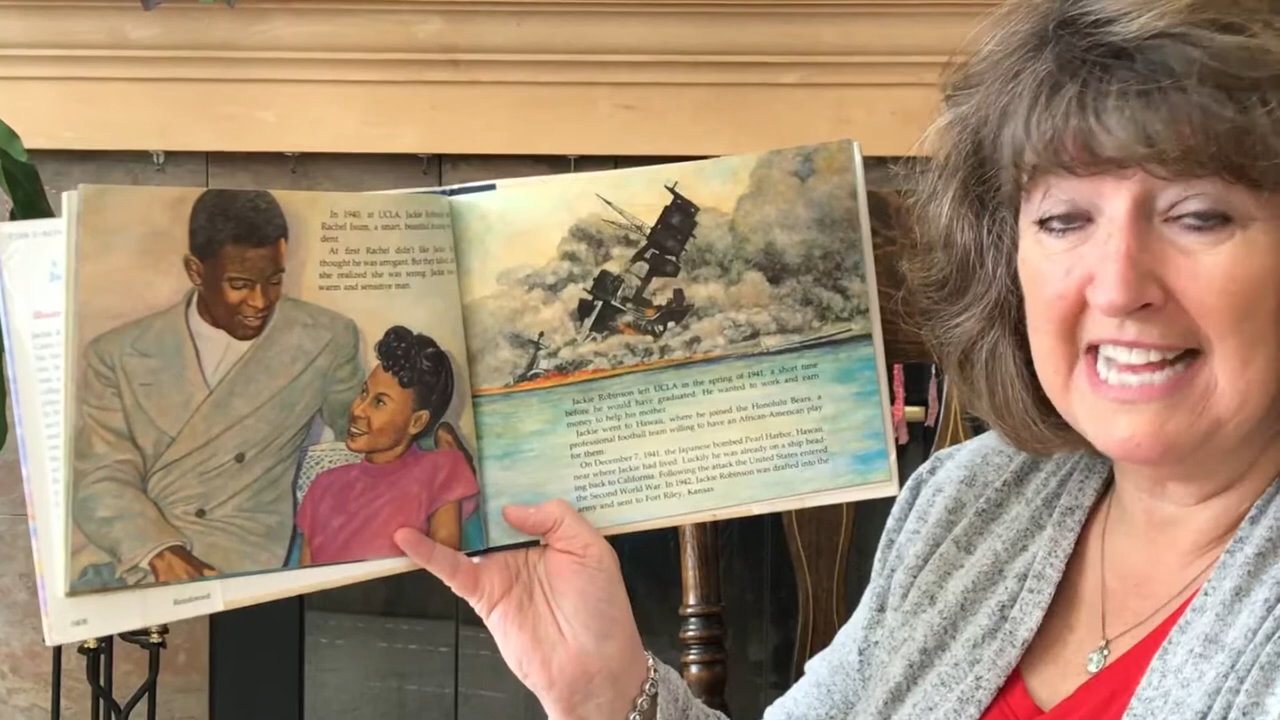 In 1940, at UCLA, Jackie
Rachel Isum, a smart, beautiful
dent.
At first Rachel didn't like Jackie
thought he was arrogant. But they talked
she realized she was wrong. Jackie was
warm and sensitive man.
Jackie Robinson left UCLA in the spring of 1941, a short time
before he would have graduated. He wanted to work and earn
money to help his mother.
Jackie went to Hawaii, where he joined the Honolulu Bears, a
professional football team willing to have an African-American play
for them.
On December 7, 1941, the Japanese bombed Pearl Harbor, Hawaii,
near where Jackie had lived. Luckily he was already on a ship head-
ing back to California. Following the attack the United States entered
the Second World War. In 1942, Jackie Robinson was drafted into the
army and sent to Fort Riley, Kansas.
Reinforced